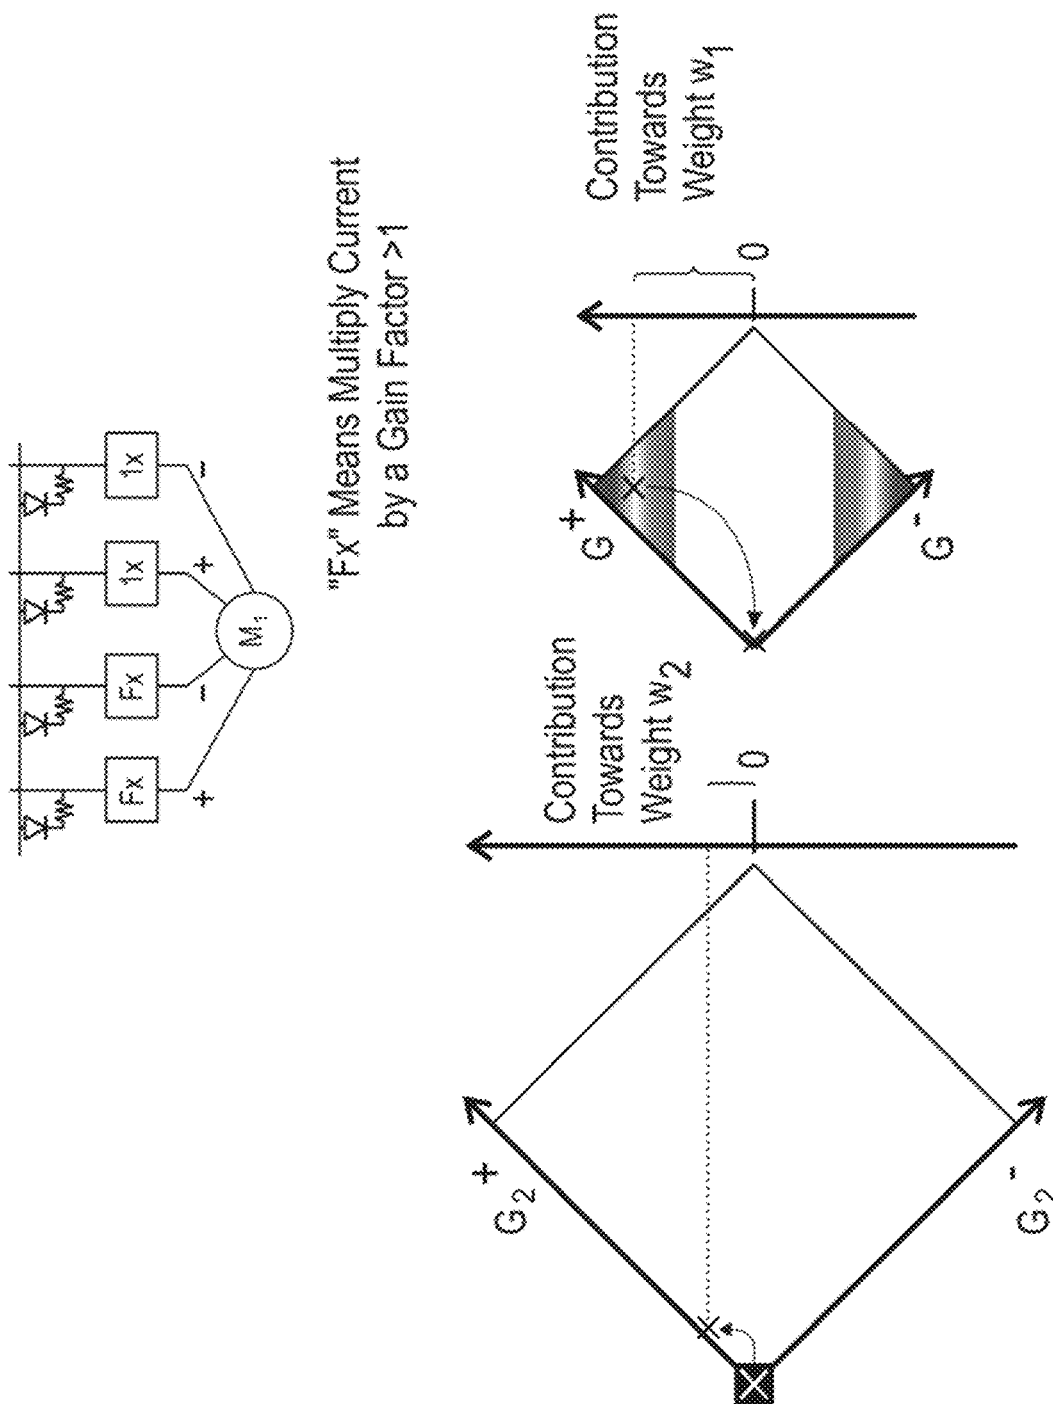 Fx
Fx
1x
1x
+
-
+
-
M1
"Fx" Means Multiply Current
by a Gain Factor >1
G2+
G2-
Contribution
Towards
Weight w2
0
G+
G-
Contribution
Towards
Weight w1
0